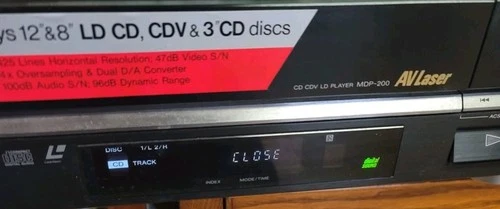 ys 12"&8" LD CD, CDV & 3"CD discs
425 Lines Horizontal Resolution; 47dB Video S/N
4x Oversampling & Dual D/A Converter
100dB Audio S/N; 96dB Dynamic Range
CD CDV LD PLAYER MDP-200
AVLaser
DISC 1/L 2/R
CD TRACK
CLOSE
INDEX
MODE/TIME
digital